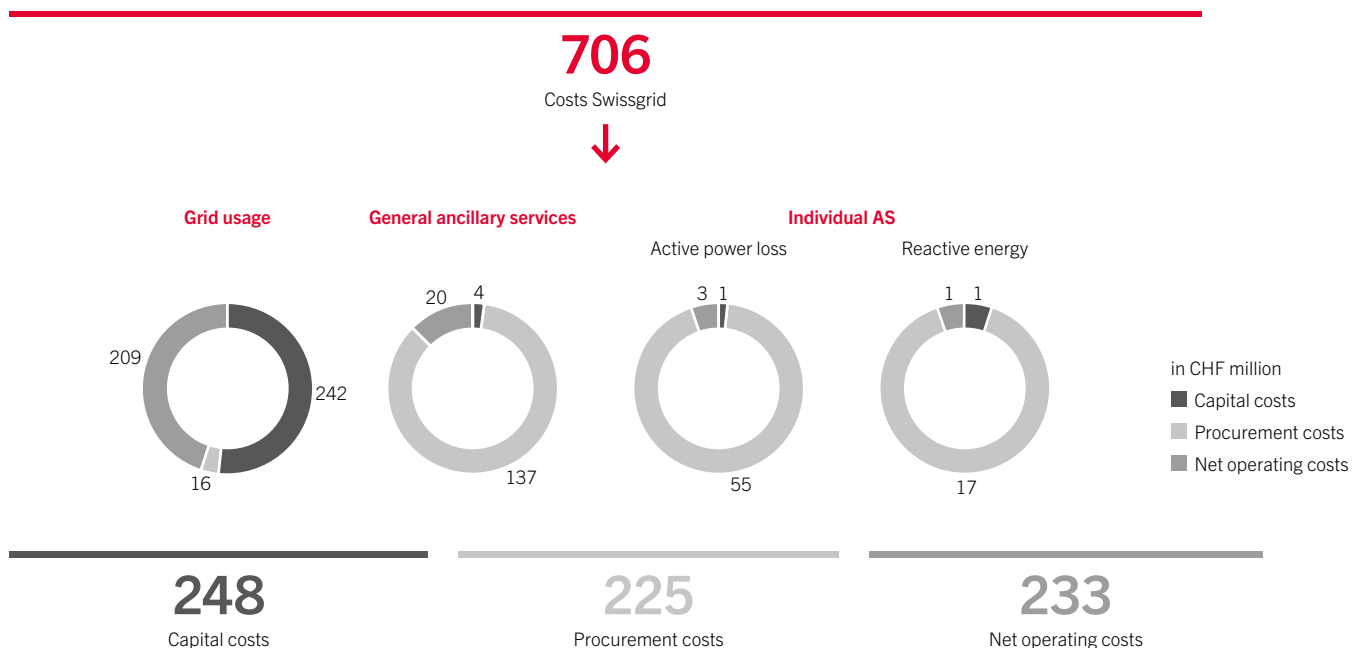 706
Costs Swissgrid
Grid usage
General ancillary services
Individual AS
Active power loss
Reactive energy
209
242
16
20
4
137
3
1
55
1
1
17
in CHF million
Capital costs
Procurement costs
Net operating costs
248
Capital costs
225
Procurement costs
233
Net operating costs